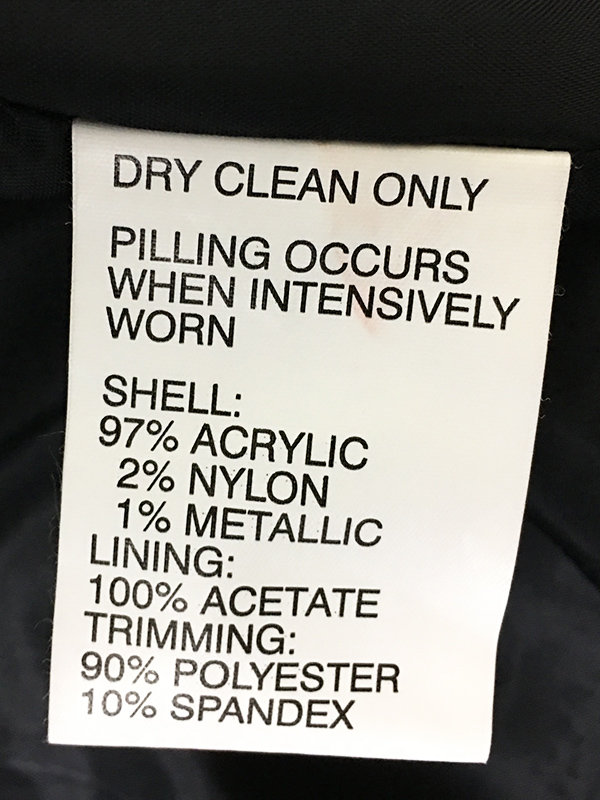 DRY CLEAN ONLY
PILLING OCCURS
WHEN INTENSIVELY
WORN
SHELL:
97% ACRYLIC
2% NYLON
1% METALLIC
LINING:
100% ACETATE
TRIMMING:
90% POLYESTER
10% SPANDEX